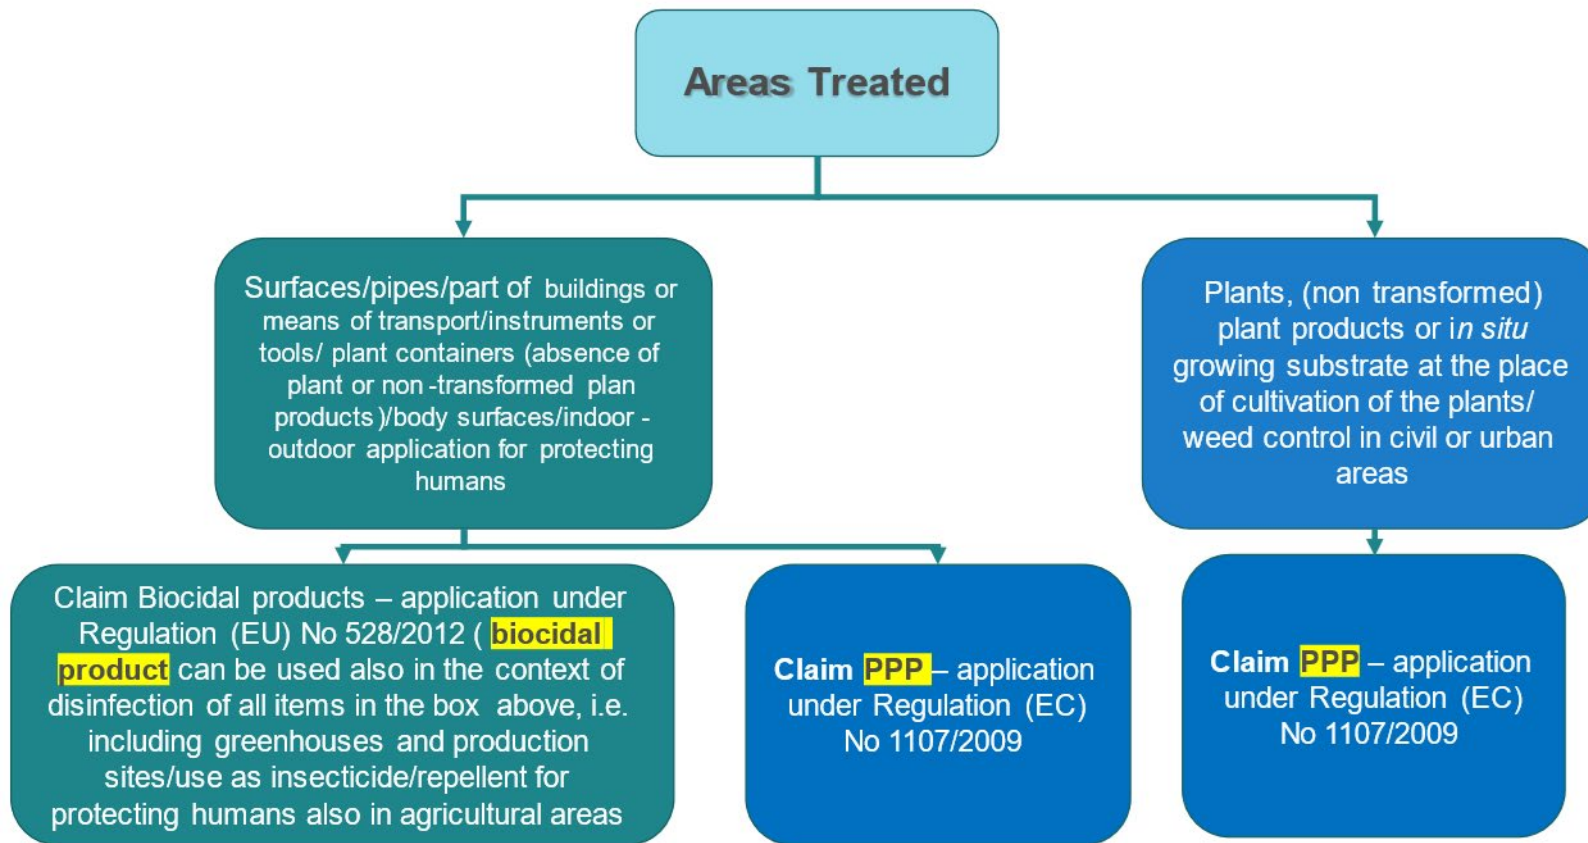 Areas Treated
Surfaces/pipes/part of buildings or
means of transport/instruments or
tools/ plant containers (absence of
plant or non -transformed plan
products )/body surfaces/indoor -
outdoor application for protecting
humans
Plants, (non transformed)
plant products or in situ
growing substrate at the place
of cultivation of the plants/
weed control in civil or urban
areas
Claim Biocidal products – application under
Regulation (EU) No 528/2012 ( biocidal
product can be used also in the context of
disinfection of all items in the box above, i.e.
including greenhouses and production
sites/use as insecticide/repellent for
protecting humans also in agricultural areas
Claim PPP – application
under Regulation (EC)
No 1107/2009
Claim PPP – application
under Regulation (EC)
No 1107/2009